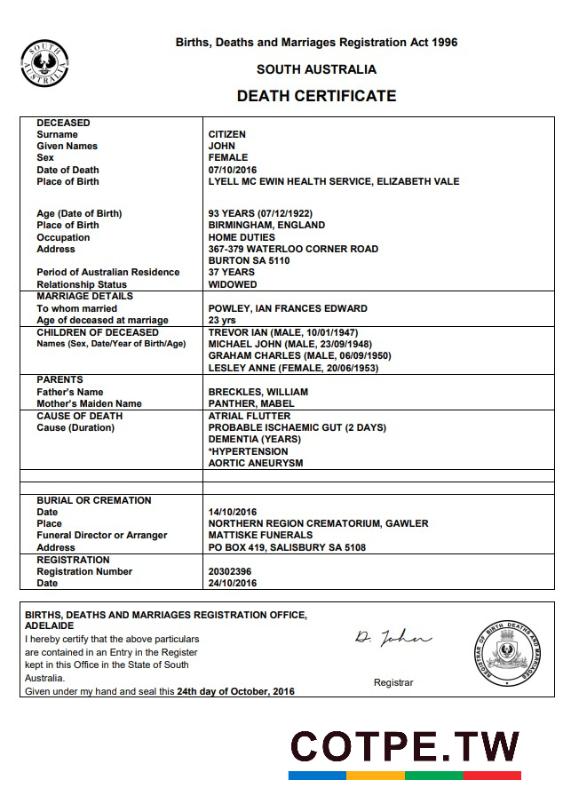 Births, Deaths and Marriages Registration Act 1996
SOUTH AUSTRALIA
SOUTH AUSTRALIA
DEATH CERTIFICATE
DECEASED
Surname CITIZEN
Given Names JOHN
Sex FEMALE
Date of Death 07/10/2016
Place of Birth LYELL MC EWIN HEALTH SERVICE, ELIZABETH VALE
Age (Date of Birth) 93 YEARS (07/12/1922)
Place of Birth BIRMINGHAM, ENGLAND
Occupation HOME DUTIES
Address 367-379 WATERLOO CORNER ROAD
BURTON SA 5110
Period of Australian Residence 37 YEARS
Relationship Status WIDOWED
MARRIAGE DETAILS
To whom married POWLEY, IAN FRANCES EDWARD
Age of deceased at marriage 23 yrs
CHILDREN OF DECEASED TREVOR IAN (MALE, 10/01/1947)
Names (Sex, Date/Year of Birth/Age) MICHAEL JOHN (MALE, 23/09/1948)
GRAHAM CHARLES (MALE, 06/09/1950)
LESLEY ANNE (FEMALE, 20/06/1953)
PARENTS
Father's Name BRECKLES, WILLIAM
Mother's Maiden Name PANTHER, MABEL
CAUSE OF DEATH ATRIAL FLUTTER
Cause (Duration) PROBABLE ISCHAEMIC GUT (2 DAYS)
DEMENTIA (YEARS)
*HYPERTENSION
AORTIC ANEURYSM
BURIAL OR CREMATION
Date 14/10/2016
Place NORTHERN REGION CREMATORIUM, GAWLER
Funeral Director or Arranger MATTISKE FUNERALS
Address PO BOX 419, SALISBURY SA 5108
REGISTRATION
Registration Number 20302396
Date 24/10/2016
BIRTHS, DEATHS AND MARRIAGES REGISTRATION OFFICE,
ADELAIDE
I hereby certify that the above particulars
are contained in an Entry in the Register
kept in this Office in the State of South
Australia.
Given under my hand and seal this 24th day of October, 2016
D. John
Registrar
REGISTRAR OF BIRTH DEATHS AND MARRIAGES
COTPE.TW